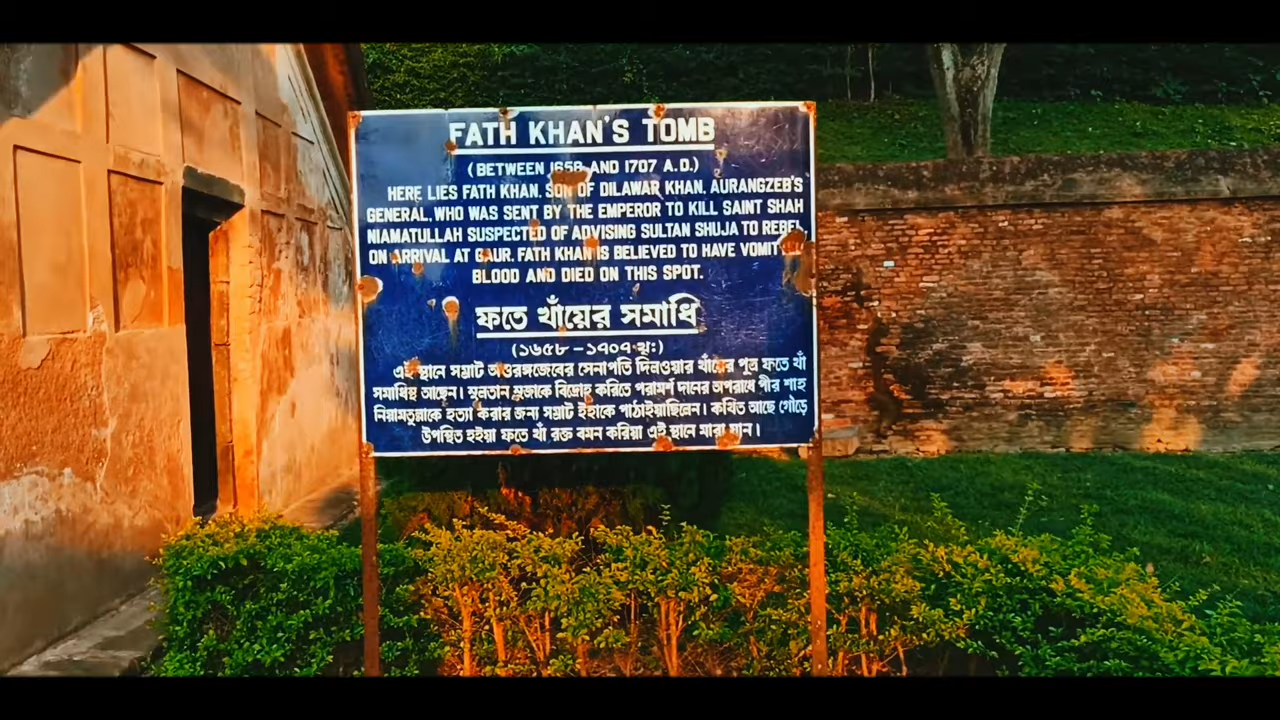 FATH KHAN'S TOMB
(BETWEEN 1658 AND 1707 A.D.)
HERE LIES FATH KHAN. SON OF DILAWAR KHAN. AURANGZEB'S
GENERAL, WHO WAS SENT BY THE EMPEROR TO KILL SAINT SHAH
NIAMATULLAH SUSPECTED OF ADVISING SULTAN SHUJA TO REBEL.
ON ARRIVAL AT GAUR. FATH KHAN IS BELIEVED TO HAVE VOMITTED
BLOOD AND DIED ON THIS SPOT.
ফতে খাঁয়ের সমাধি
(১৬৫৮ – ১৭০৭ খৃঃ)
এই স্থানে সম্রাট আওরঙ্গজেবের সেনাপতি দিলওয়ার খাঁয়ের পুত্র ফতে খাঁ
সমাধিস্থ আছেন। সুলতান সুজাকে বিদ্রোহ করিতে পরামর্শ দানের অপরাধে পীর শাহ
নিয়ামতুল্লাকে হত্যা করার জন্য সম্রাট ইহাকে পাঠাইয়াছিলেন। কথিত আছে গৌড়ে
উপস্থিত হইয়া ফতে খাঁ রক্ত বমন করিয়া এই স্থানে মারা যান।